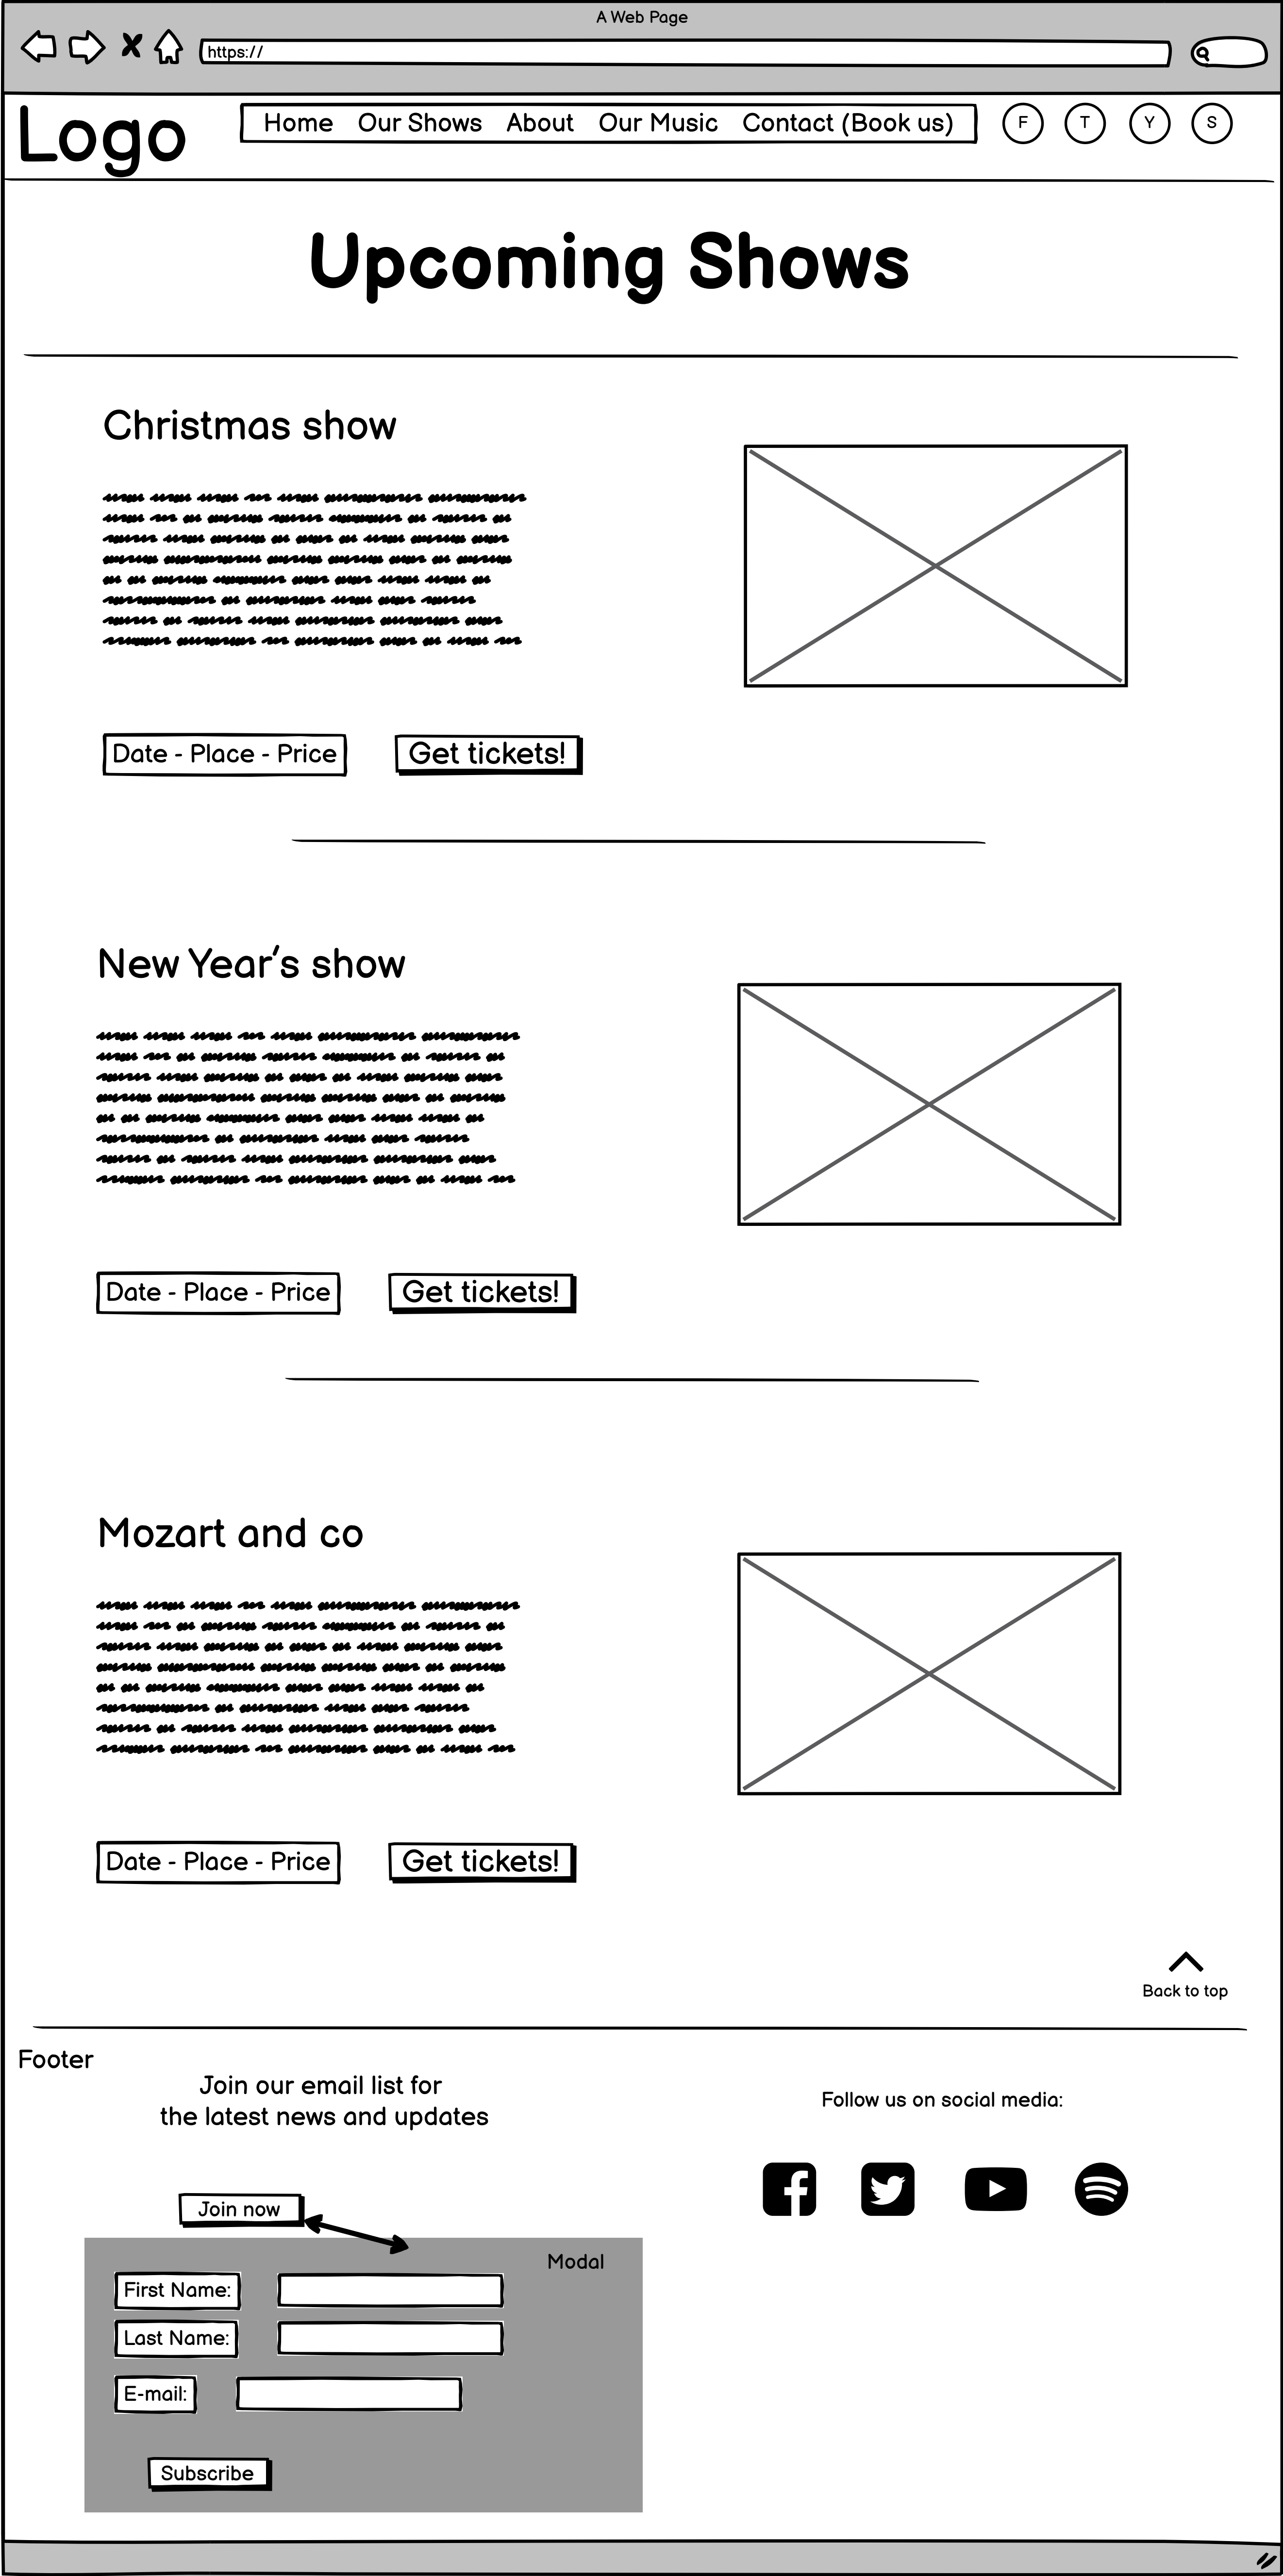 A Web Page
https://
Logo
Home Our Shows About Our Music Contact (Book us)
F T Y S
Upcoming Shows
Christmas show
Date - Place - Price
Get tickets!
New Year's show
Date - Place - Price
Get tickets!
Mozart and co
Date - Place - Price
Get tickets!
Back to top
Footer
Join our email list for
the latest news and updates
Follow us on social media:
Join now
Modal
First Name:
Last Name:
E-mail:
Subscribe